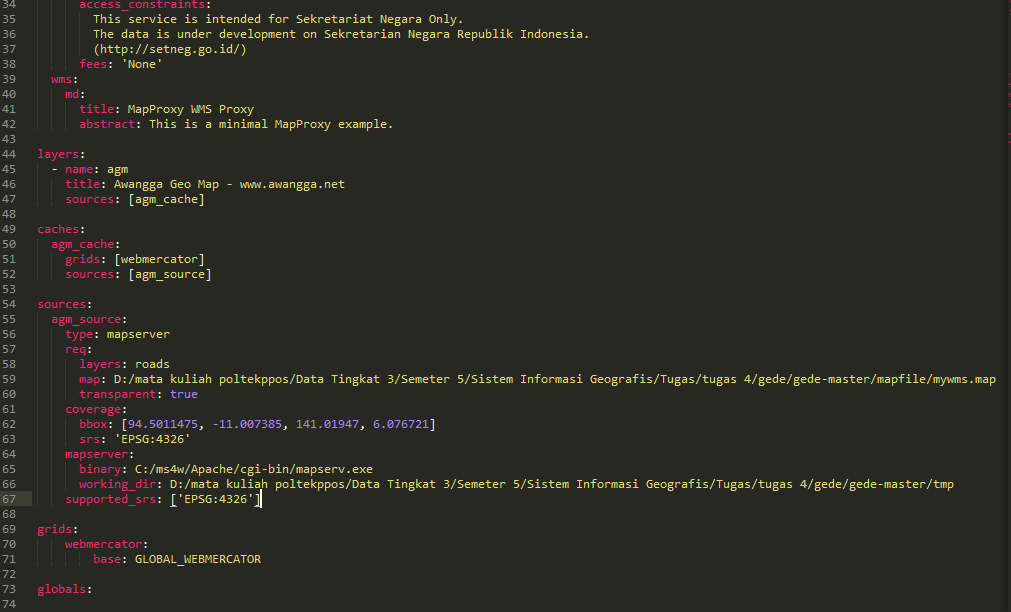 34 access_constraints:
35 This service is intended for Sekretariat Negara Only.
36 The data is under development on Sekretarian Negara Republik Indonesia.
37 (http://setneg.go.id/)
38 fees: 'None'
39 wms:
40 md:
41 title: MapProxy WMS Proxy
42 abstract: This is a minimal MapProxy example.
43
44 layers:
45 - name: agm
46 title: Awangga Geo Map - www.awangga.net
47 sources: [agm_cache]
48
49 caches:
50 agm_cache:
51 grids: [webmercator]
52 sources: [agm_source]
53
54 sources:
55 agm_source:
56 type: mapserver
57 req:
58 layers: roads
59 map: D:/mata kuliah poltekppos/Data Tingkat 3/Semeter 5/Sistem Informasi Geografis/Tugas/tugas 4/gede/gede-master/mapfile/mywms.map
60 transparent: true
61 coverage:
62 bbox: [94.5011475, -11.007385, 141.01947, 6.076721]
63 srs: 'EPSG:4326'
64 mapserver:
65 binary: C:/ms4w/Apache/cgi-bin/mapserv.exe
66 working_dir: D:/mata kuliah poltekppos/Data Tingkat 3/Semeter 5/Sistem Informasi Geografis/Tugas/tugas 4/gede/gede-master/tmp
67 supported_srs: ['EPSG:4326']
68
69 grids:
70 webmercator:
71 base: GLOBAL_WEBMERCATOR
72
73 globals:
74